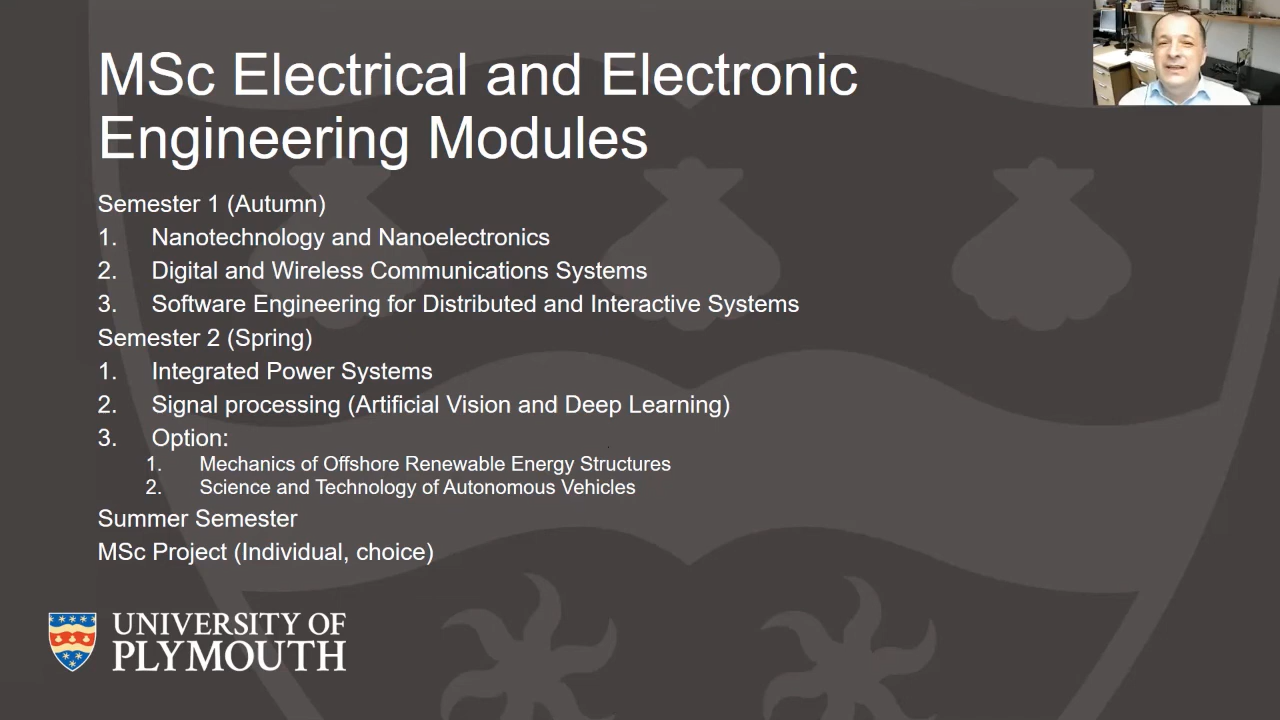 MSc Electrical and Electronic
Engineering Modules
Semester 1 (Autumn)
1. Nanotechnology and Nanoelectronics
2. Digital and Wireless Communications Systems
3. Software Engineering for Distributed and Interactive Systems
Semester 2 (Spring)
1. Integrated Power Systems
2. Signal processing (Artificial Vision and Deep Learning)
3. Option:
1. Mechanics of Offshore Renewable Energy Structures
2. Science and Technology of Autonomous Vehicles
Summer Semester
MSc Project (Individual, choice)
UNIVERSITY OF
PLYMOUTH